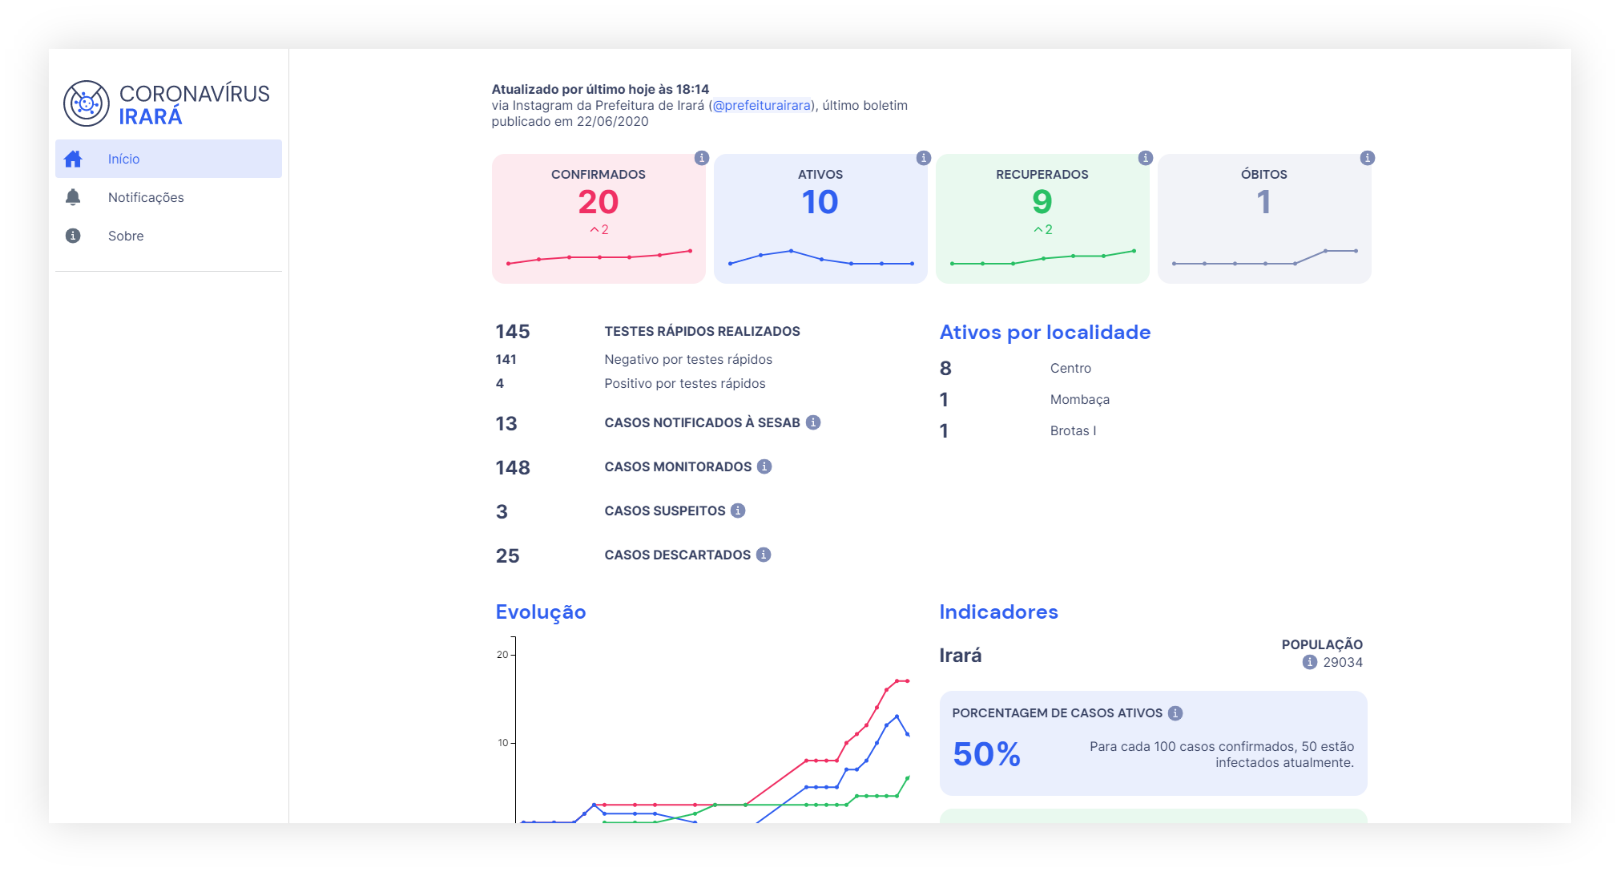 CORONAVÍRUS
IRARÁ
Início
Notificações
Sobre
Atualizado por último hoje às 18:14
via Instagram da Prefeitura de Irará (@prefeiturairara), último boletim
publicado em 22/06/2020
CONFIRMADOS
20
2
ATIVOS
10
RECUPERADOS
9
2
ÓBITOS
1
145 TESTES RÁPIDOS REALIZADOS
141 Negativo por testes rápidos
4 Positivo por testes rápidos
13 CASOS NOTIFICADOS À SESAB
148 CASOS MONITORADOS
3 CASOS SUSPEITOS
25 CASOS DESCARTADOS
Ativos por localidade
8 Centro
1 Mombaça
1 Brotas I
Evolução
20
10
Indicadores
Irará
POPULAÇÃO
29034
PORCENTAGEM DE CASOS ATIVOS
50%
Para cada 100 casos confirmados, 50 estão
infectados atualmente.